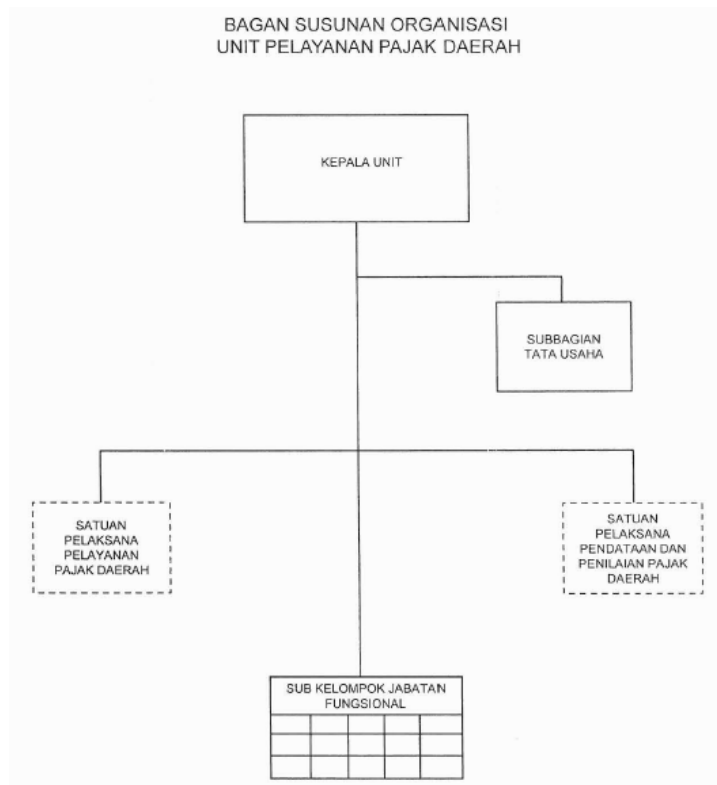 BAGAN SUSUNAN ORGANISASI
UNIT PELAYANAN PAJAK DAERAH
KEPALA UNIT
SUBBAGIAN
TATA USAHA
SATUAN
PELAKSANA
PELAYANAN
PAJAK DAERAH
SATUAN
PELAKSANA
PENDATAAN DAN
PENILAIAN PAJAK
DAERAH
SUB KELOMPOK JABATAN
FUNGSIONAL